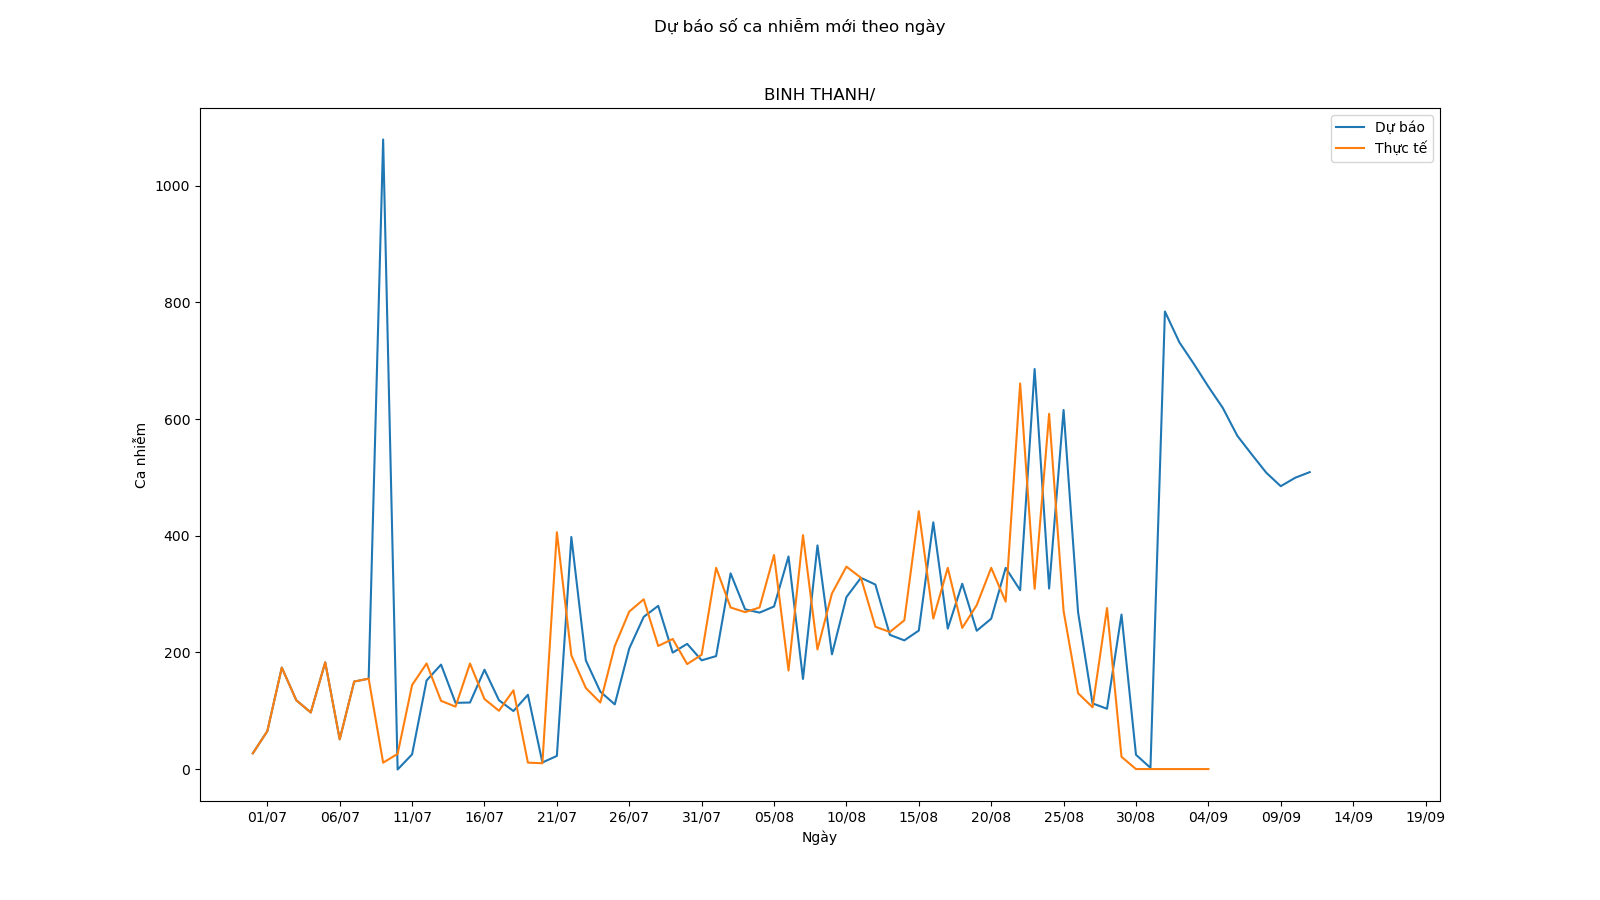 Dự báo số ca nhiễm mới theo ngày
BINH THANH/
Dự báo
Thực tế
1000
800
600
400
200
0
Ca nhiễm
01/07 06/07 11/07 16/07 21/07 26/07 31/07 05/08 10/08 15/08 20/08 25/08 30/08 04/09 09/09 14/09 19/09
Ngày